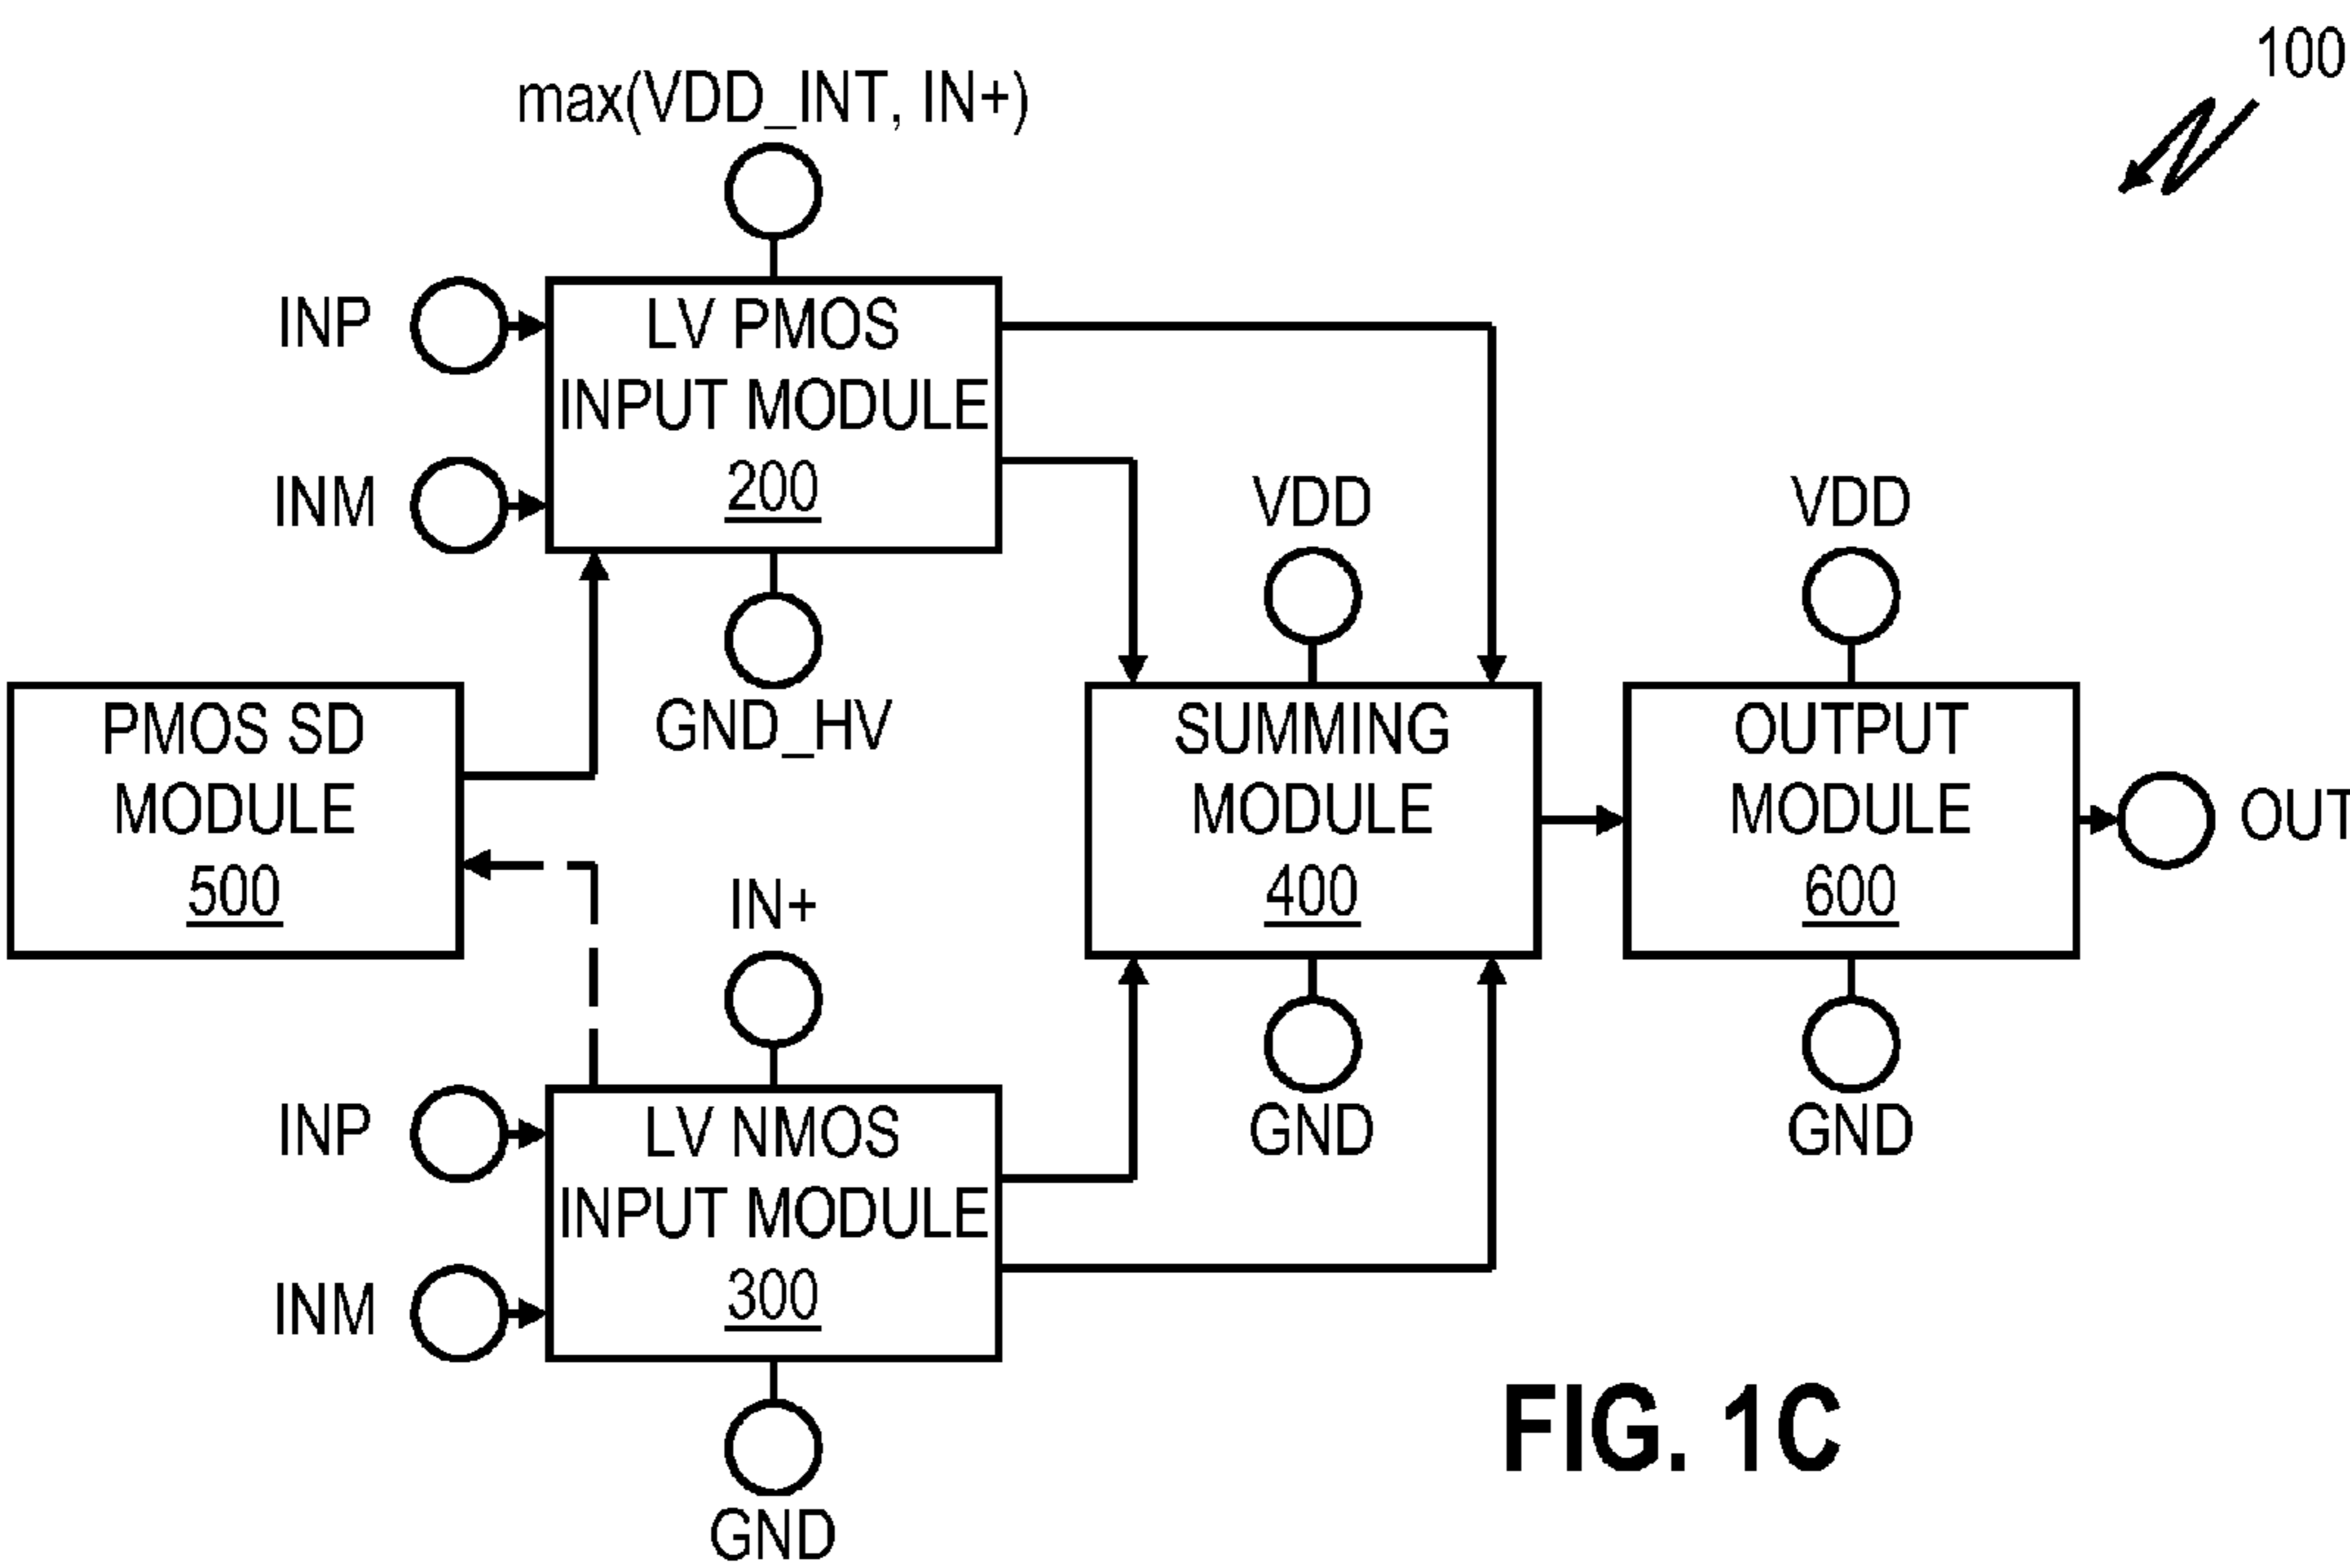 100
max(VDD_INT, IN+)
INP
LV PMOS
INPUT MODULE
200
INM
GND_HV
PMOS SD
MODULE
500
VDD
SUMMING
MODULE
400
GND
VDD
OUTPUT
MODULE
600
GND
OUT
IN+
INP
LV NMOS
INPUT MODULE
300
INM
GND
FIG. 1C